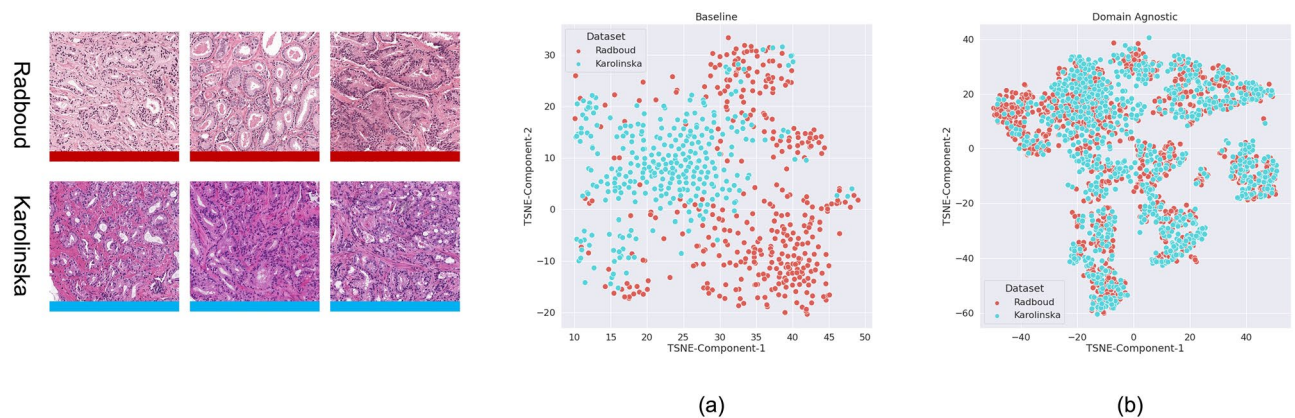 Radboud
Karolinska
Baseline
Dataset
Radboud
Karolinska
TSNE-Component-2
30
20
10
0
−10
−20
10
15
20
25
30
35
40
45
50
TSNE-Component-1
(a)
Domain Agnostic
TSNE-Component-2
40
20
0
−20
−40
−60
Dataset
Radboud
Karolinska
−40
−20
0
20
40
TSNE-Component-1
(b)